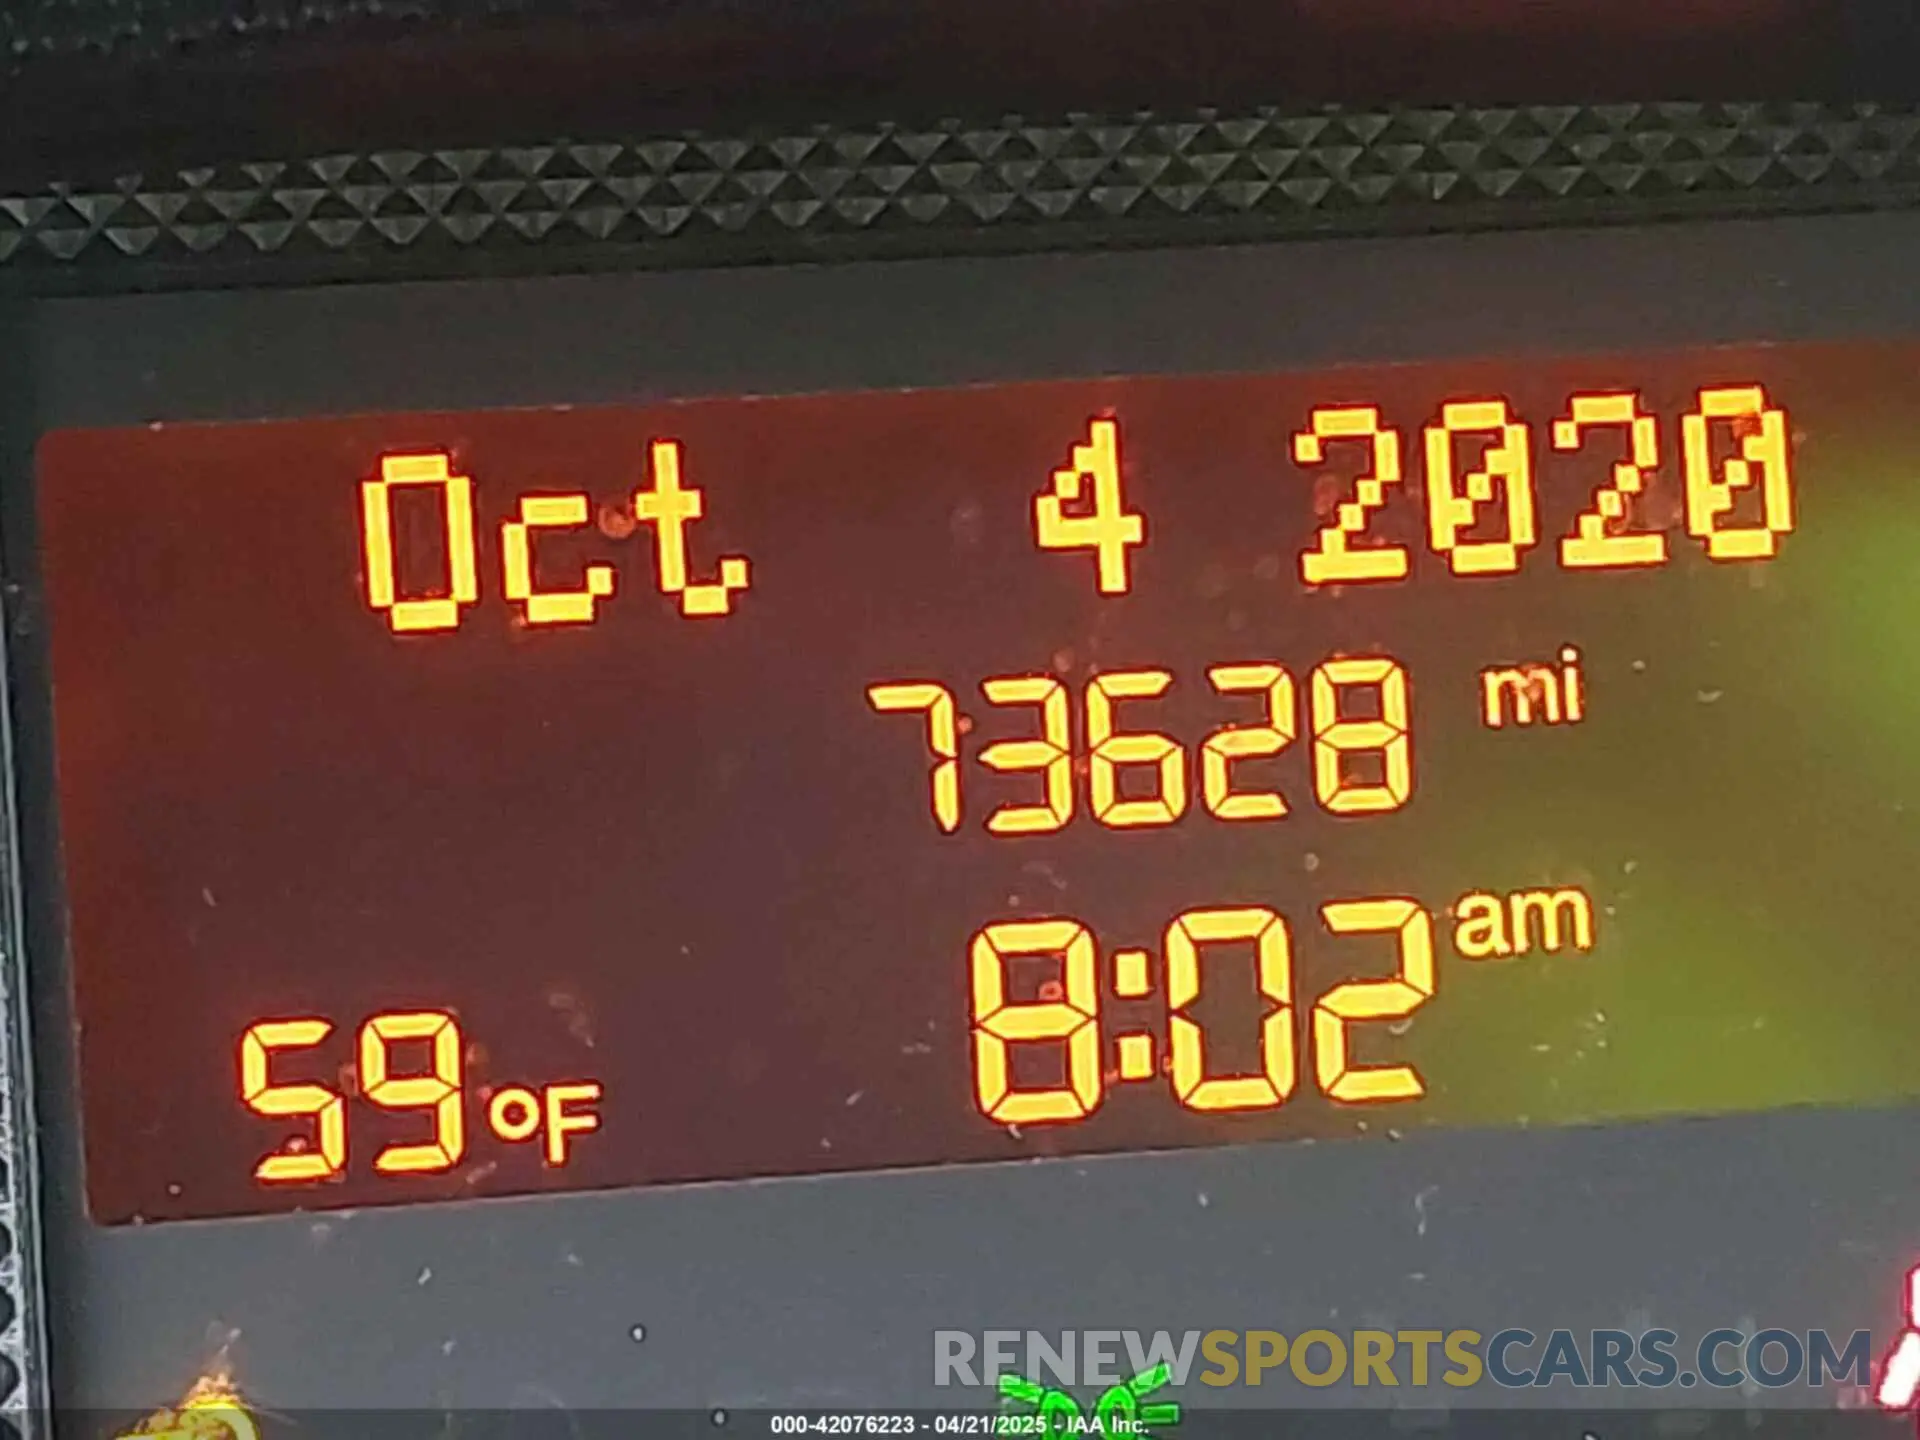 Oct 4 2020
73628 mi
8:02 am
59°F
RENEWSPORTSCARS.COM
000-42076223 - 04/21/2025 - IAA Inc.